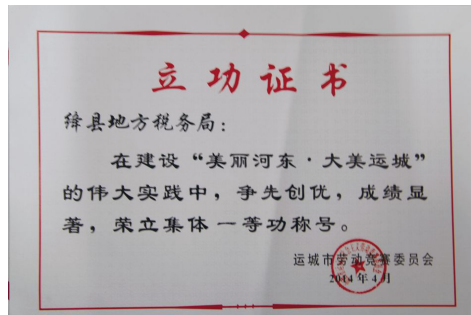 立功证书
绛县地方税务局：
在建设“美丽河东·大美运城”
的伟大实践中，争先创优，成绩显
著，荣立集体一等功称号。
运城市劳动竞赛委员会
2014年4月